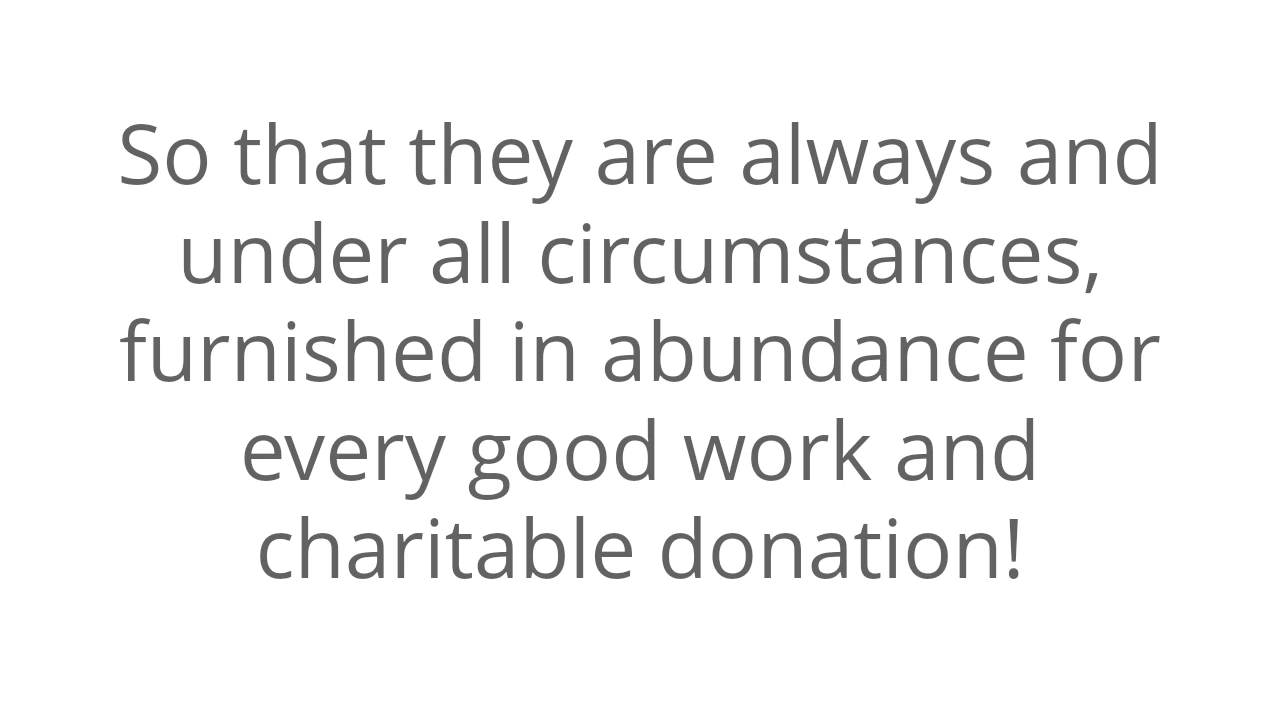 So that they are always and
under all circumstances,
furnished in abundance for
every good work and
charitable donation!